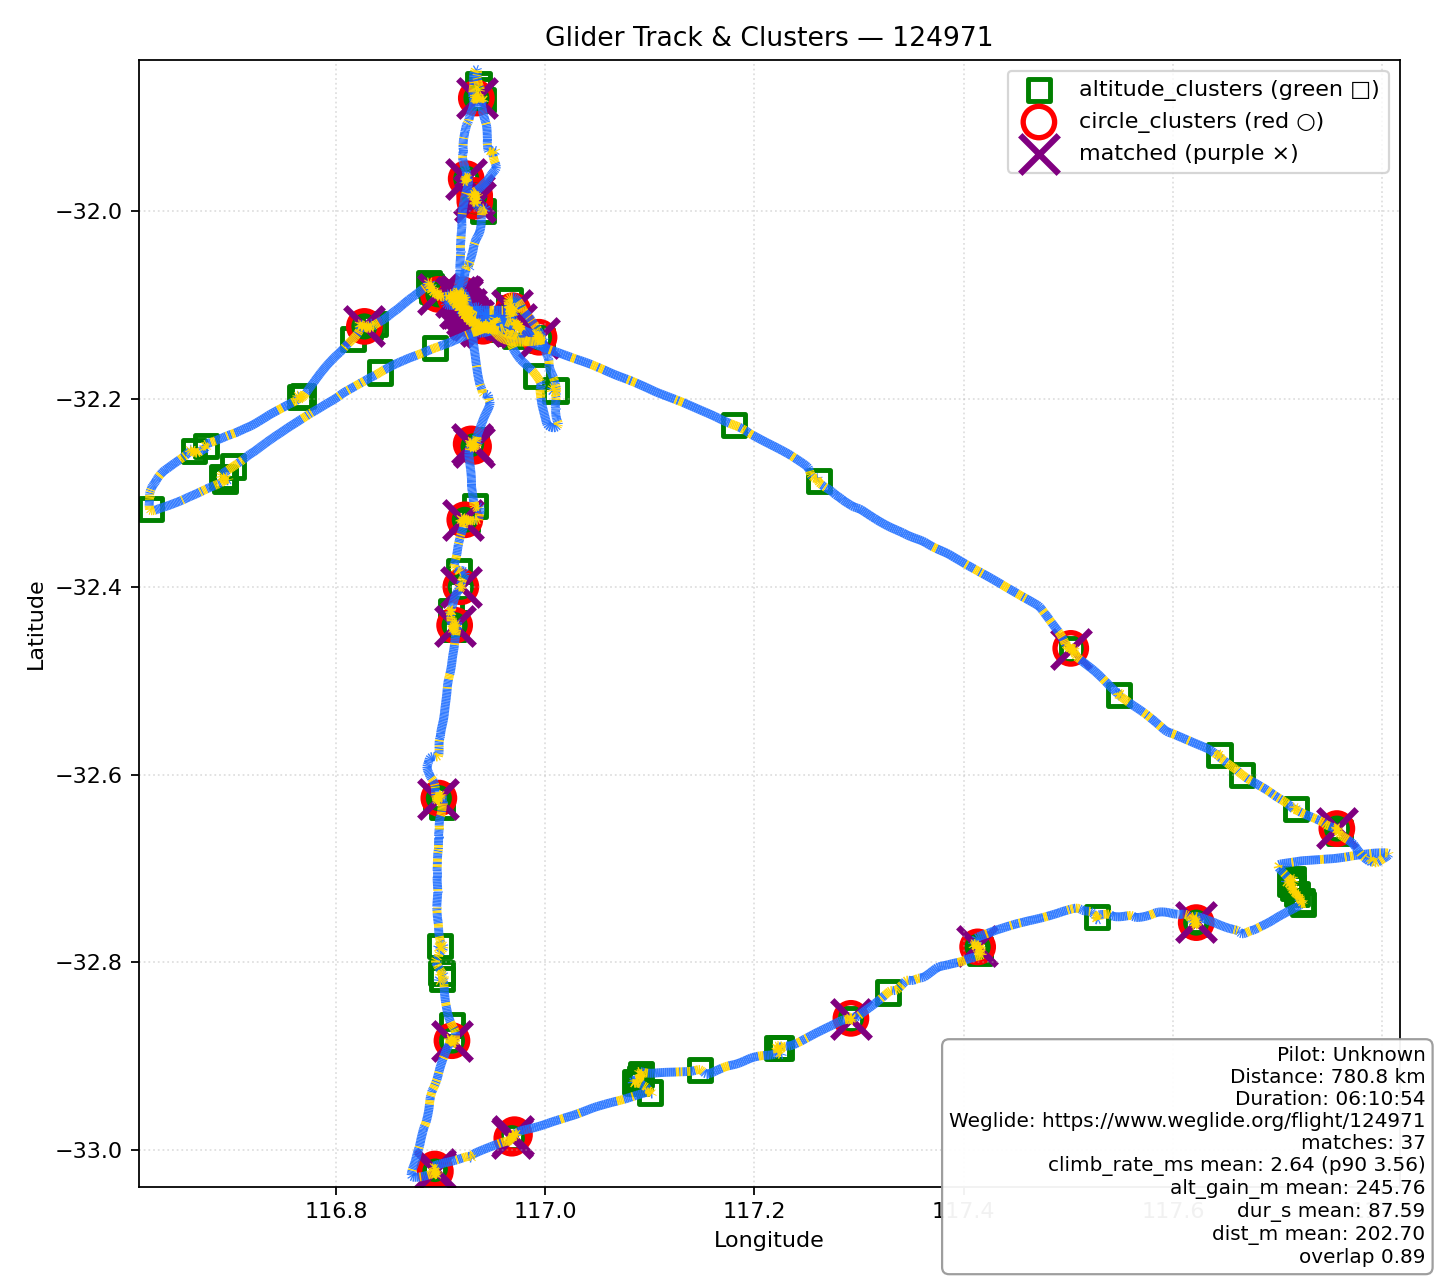 Glider Track & Clusters — 124971
altitude_clusters (green □)
circle_clusters (red ○)
matched (purple ×)
Latitude
−32.0
−32.2
−32.4
−32.6
−32.8
−33.0
116.8
117.0
117.2
117.4
117.6
Longitude
Pilot: Unknown
Distance: 780.8 km
Duration: 06:10:54
Weglide: https://www.weglide.org/flight/124971
matches: 37
climb_rate_ms mean: 2.64 (p90 3.56)
alt_gain_m mean: 245.76
dur_s mean: 87.59
dist_m mean: 202.70
overlap 0.89